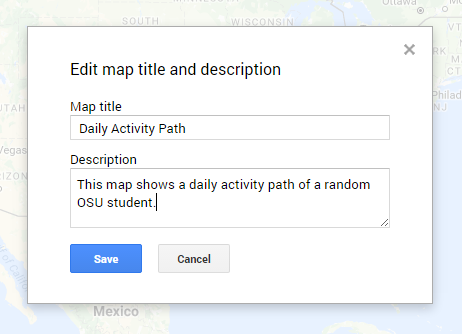 Ottawa
WISCONSIN
Edit map title and description
Map title
Daily Activity Path
Philad
NJ
UTAH
Vegas
Description
This map shows a daily activity path of a random
OSU student.
Save
Cancel
Mexico